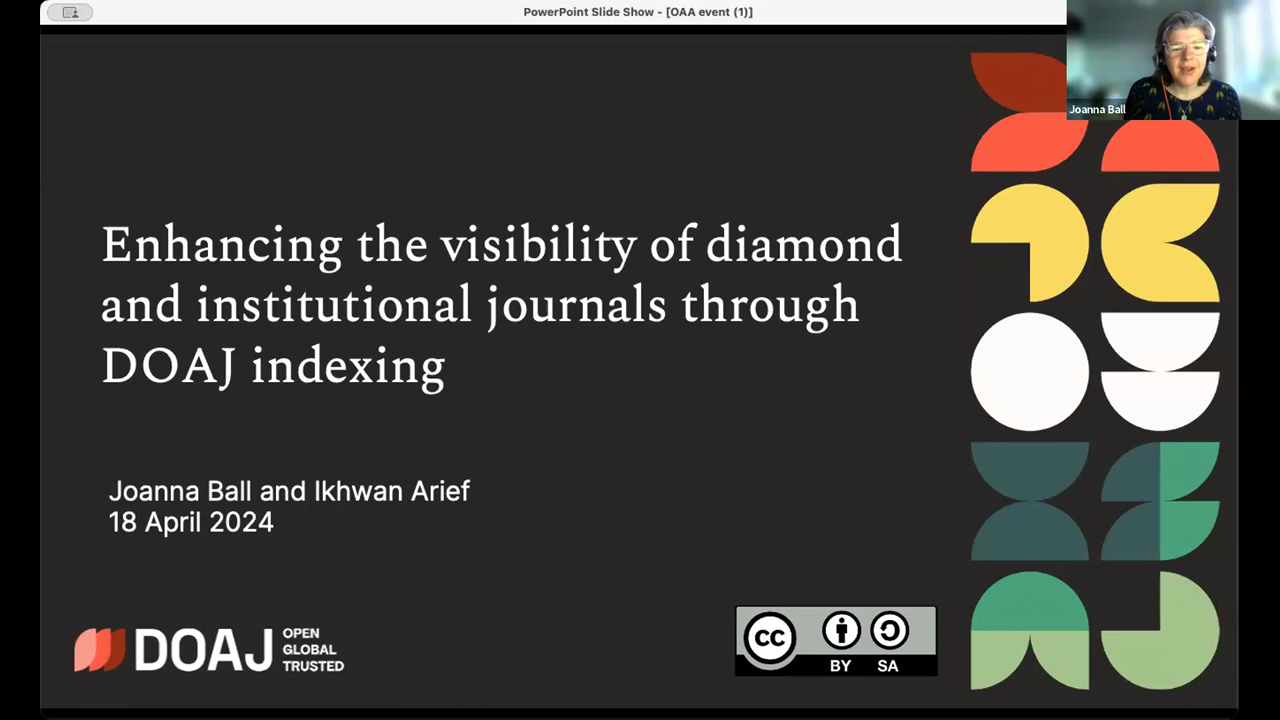 PowerPoint Slide Show - [OAA event (1)]
Joanna Ball
Enhancing the visibility of diamond
and institutional journals through
DOAJ indexing
Joanna Ball and Ikhwan Arief
18 April 2024
DOAJ
OPEN
GLOBAL
TRUSTED
CC
BY SA